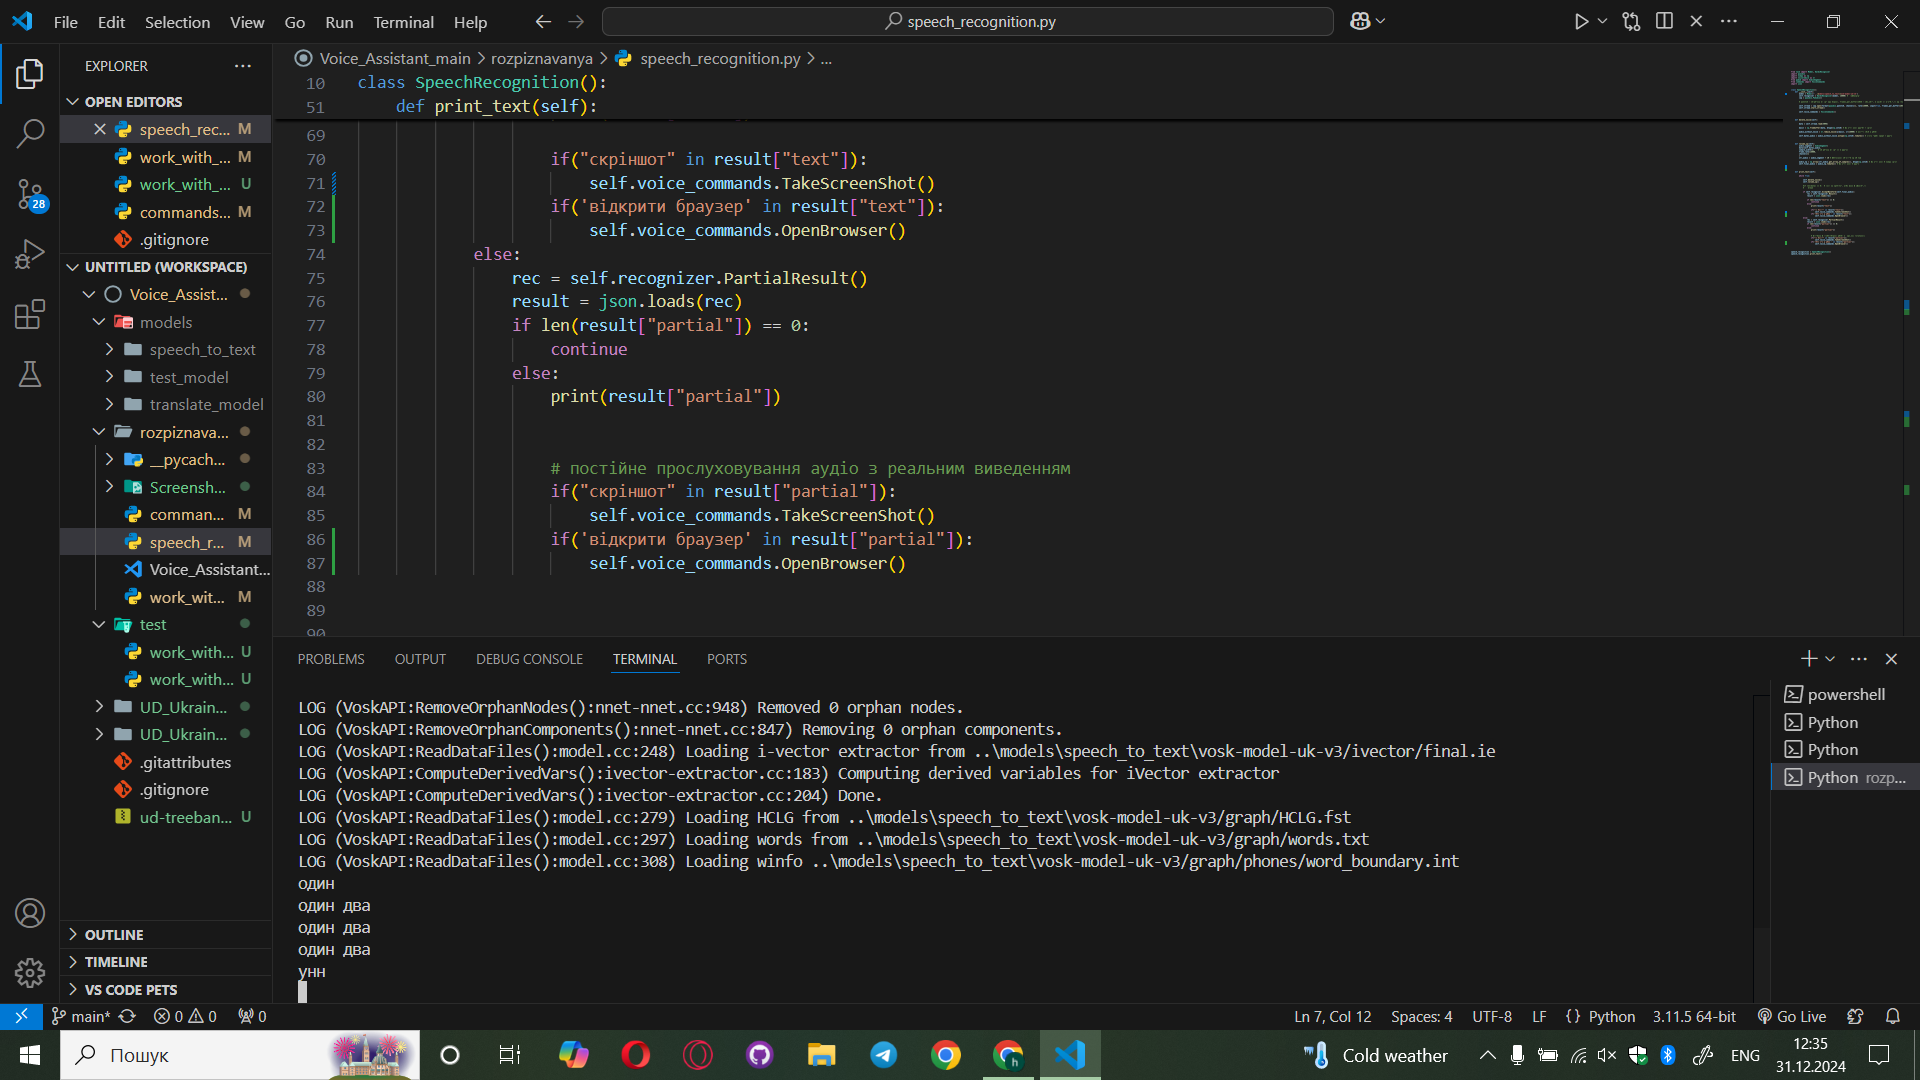 File Edit Selection View Go Run Terminal Help
speech_recognition.py
EXPLORER
OPEN EDITORS
speech_rec... M
work_with_... M
work_with_... U
commands... M
.gitignore
UNTITLED (WORKSPACE)
Voice_Assist...
models
speech_to_text
test_model
translate_model
rozpiznava...
__pycach...
Screensh...
comman... M
speech_r... M
Voice_Assistant...
work_wit... M
test
work_with... U
work_with... U
UD_Ukrain...
UD_Ukrain...
.gitattributes
.gitignore
ud-treeban... U
OUTLINE
TIMELINE
VS CODE PETS
28
Voice_Assistant_main > rozpiznavanya > speech_recognition.py > ...
10 class SpeechRecognition():
51 def print_text(self):
69
70 if("скріншот" in result["text"]):
71 self.voice_commands.TakeScreenShot()
72 if('відкрити браузер' in result["text"]):
73 self.voice_commands.OpenBrowser()
74 else:
75 rec = self.recognizer.PartialResult()
76 result = json.loads(rec)
77 if len(result["partial"]) == 0:
78 continue
79 else:
80 print(result["partial"])
81
82
83 # постійне прослуховування аудіо з реальним виведенням
84 if("скріншот" in result["partial"]):
85 self.voice_commands.TakeScreenShot()
86 if('відкрити браузер' in result["partial"]):
87 self.voice_commands.OpenBrowser()
88
89
90
PROBLEMS OUTPUT DEBUG CONSOLE TERMINAL PORTS
LOG (VoskAPI:RemoveOrphanNodes():nnet-nnet.cc:948) Removed 0 orphan nodes.
LOG (VoskAPI:RemoveOrphanComponents():nnet-nnet.cc:847) Removing 0 orphan components.
LOG (VoskAPI:ReadDataFiles():model.cc:248) Loading i-vector extractor from ..\models\speech_to_text\vosk-model-uk-v3/ivector/final.ie
LOG (VoskAPI:ComputeDerivedVars():ivector-extractor.cc:183) Computing derived variables for iVector extractor
LOG (VoskAPI:ComputeDerivedVars():ivector-extractor.cc:204) Done.
LOG (VoskAPI:ReadDataFiles():model.cc:279) Loading HCLG from ..\models\speech_to_text\vosk-model-uk-v3/graph/HCLG.fst
LOG (VoskAPI:ReadDataFiles():model.cc:297) Loading words from ..\models\speech_to_text\vosk-model-uk-v3/graph/words.txt
LOG (VoskAPI:ReadDataFiles():model.cc:308) Loading winfo ..\models\speech_to_text\vosk-model-uk-v3/graph/phones/word_boundary.int
один
один два
один два
один два
унн
powershell
Python
Python
Python rozp...
main* 0 0 0
Ln 7, Col 12 Spaces: 4 UTF-8 LF {} Python 3.11.5 64-bit Go Live
Пошук
Cold weather
ENG
12:35
31.12.2024